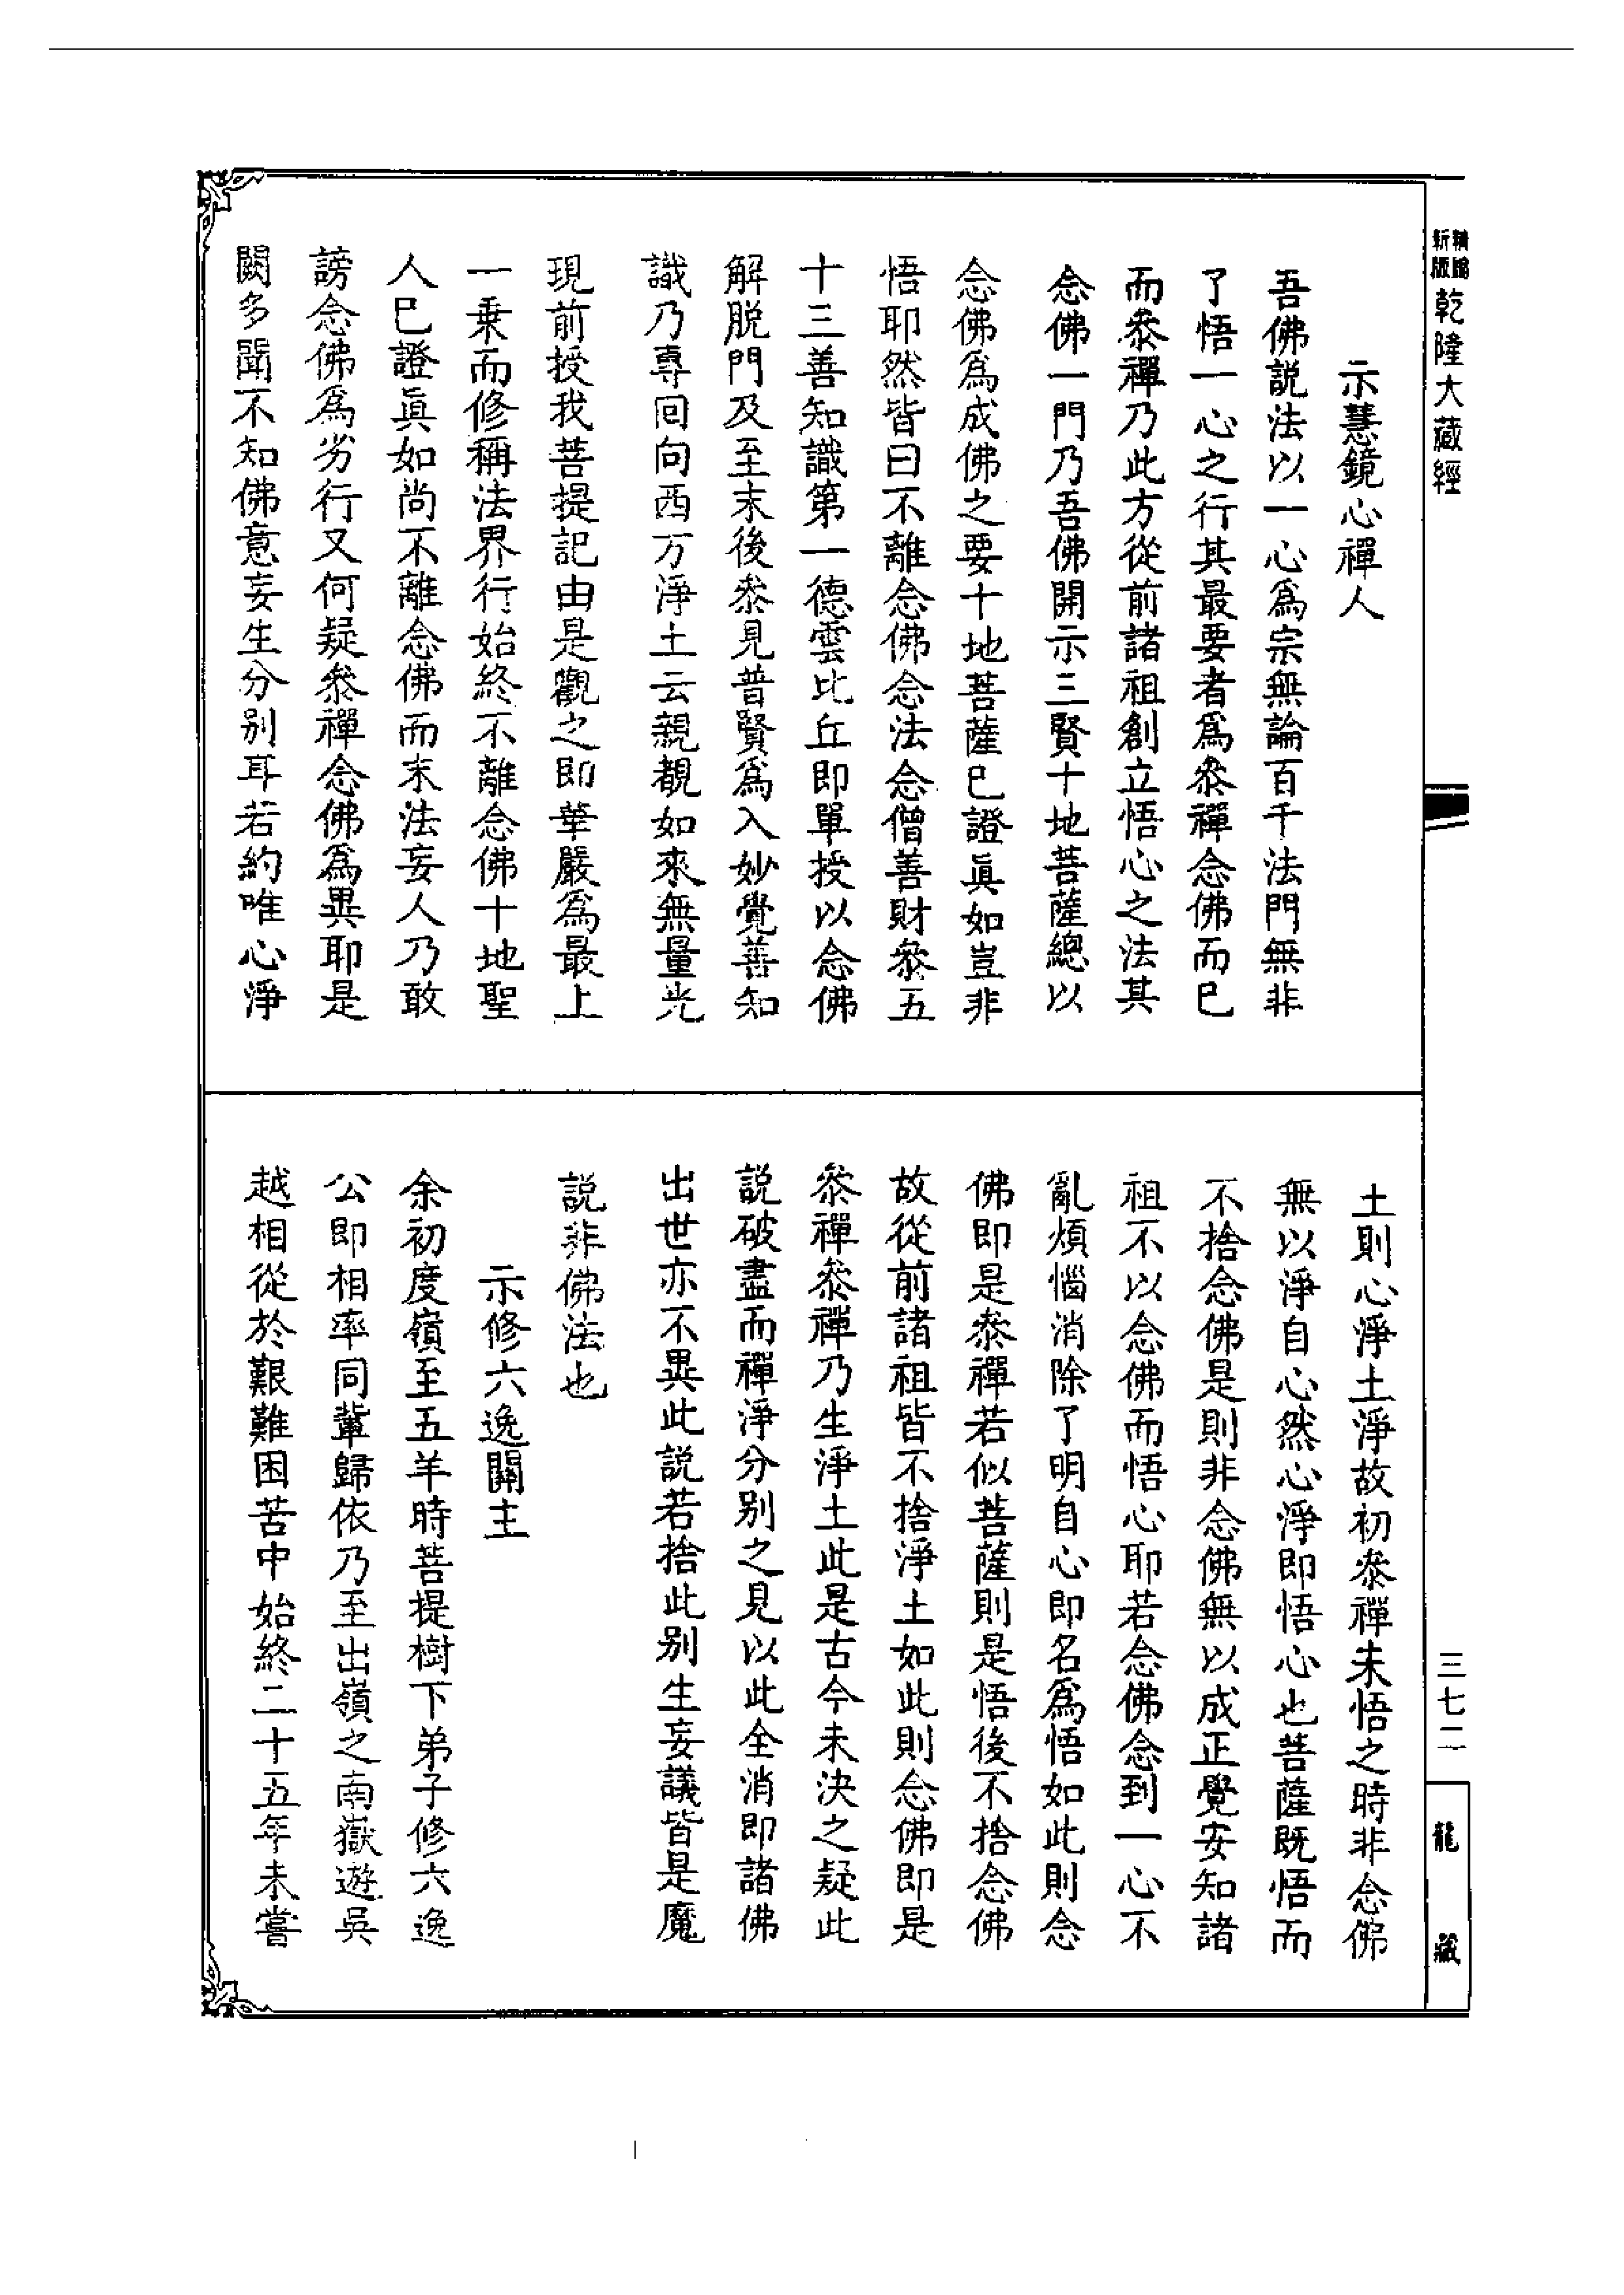 新版
精縮
乾隆大藏經
三七二
龍藏
示慧鏡心禪人
吾佛説法以一心爲宗無論百千法門無非
了悟一心之行其最要者爲叅禪念佛而已
而叅禪乃此方從前諸祖創立悟心之法其
念佛一門乃吾佛開示三賢十地菩薩總以
念佛爲成佛之要十地菩薩已證眞如豈非
悟耶然皆曰不離念佛念法念僧善財叅五
十三善知識第一德雲比丘即單授以念佛
解脱門及至末後叅見普賢爲入妙覺善知
識乃專回向西方淨土云親覩如來無量光
現前授我菩提記由是觀之即華嚴爲最上
一乗而修稱法界行始終不離念佛十地聖
人已證眞如尚不離念佛而末法妄人乃敢
謗念佛爲劣行又何疑叅禪念佛爲異耶是
闕多聞不知佛意妄生分别耳若約唯心淨
土則心淨土淨故初叅禪未悟之時非念佛
無以淨自心然心淨即悟心也菩薩既悟而
不捨念佛是則非念佛無以成正覺安知諸
祖不以念佛而悟心耶若念佛念到一心不
亂煩惱消除了明自心即名爲悟如此則念
佛即是叅禪若似菩薩則是悟後不捨念佛
故從前諸祖皆不捨淨土如此則念佛即是
叅禪叅禪乃生淨土此是古今未決之疑此
説破盡而禪淨分别之見以此全消即諸佛
出世亦不異此説若捨此别生妄議皆是魔
説非佛法也
示修六逸關主
余初度嶺至五羊時菩提樹下弟子修六逸
公即相率同輩歸依乃至出嶺之南嶽遊吳
越相從於艱難困苦中始終二十五年未嘗